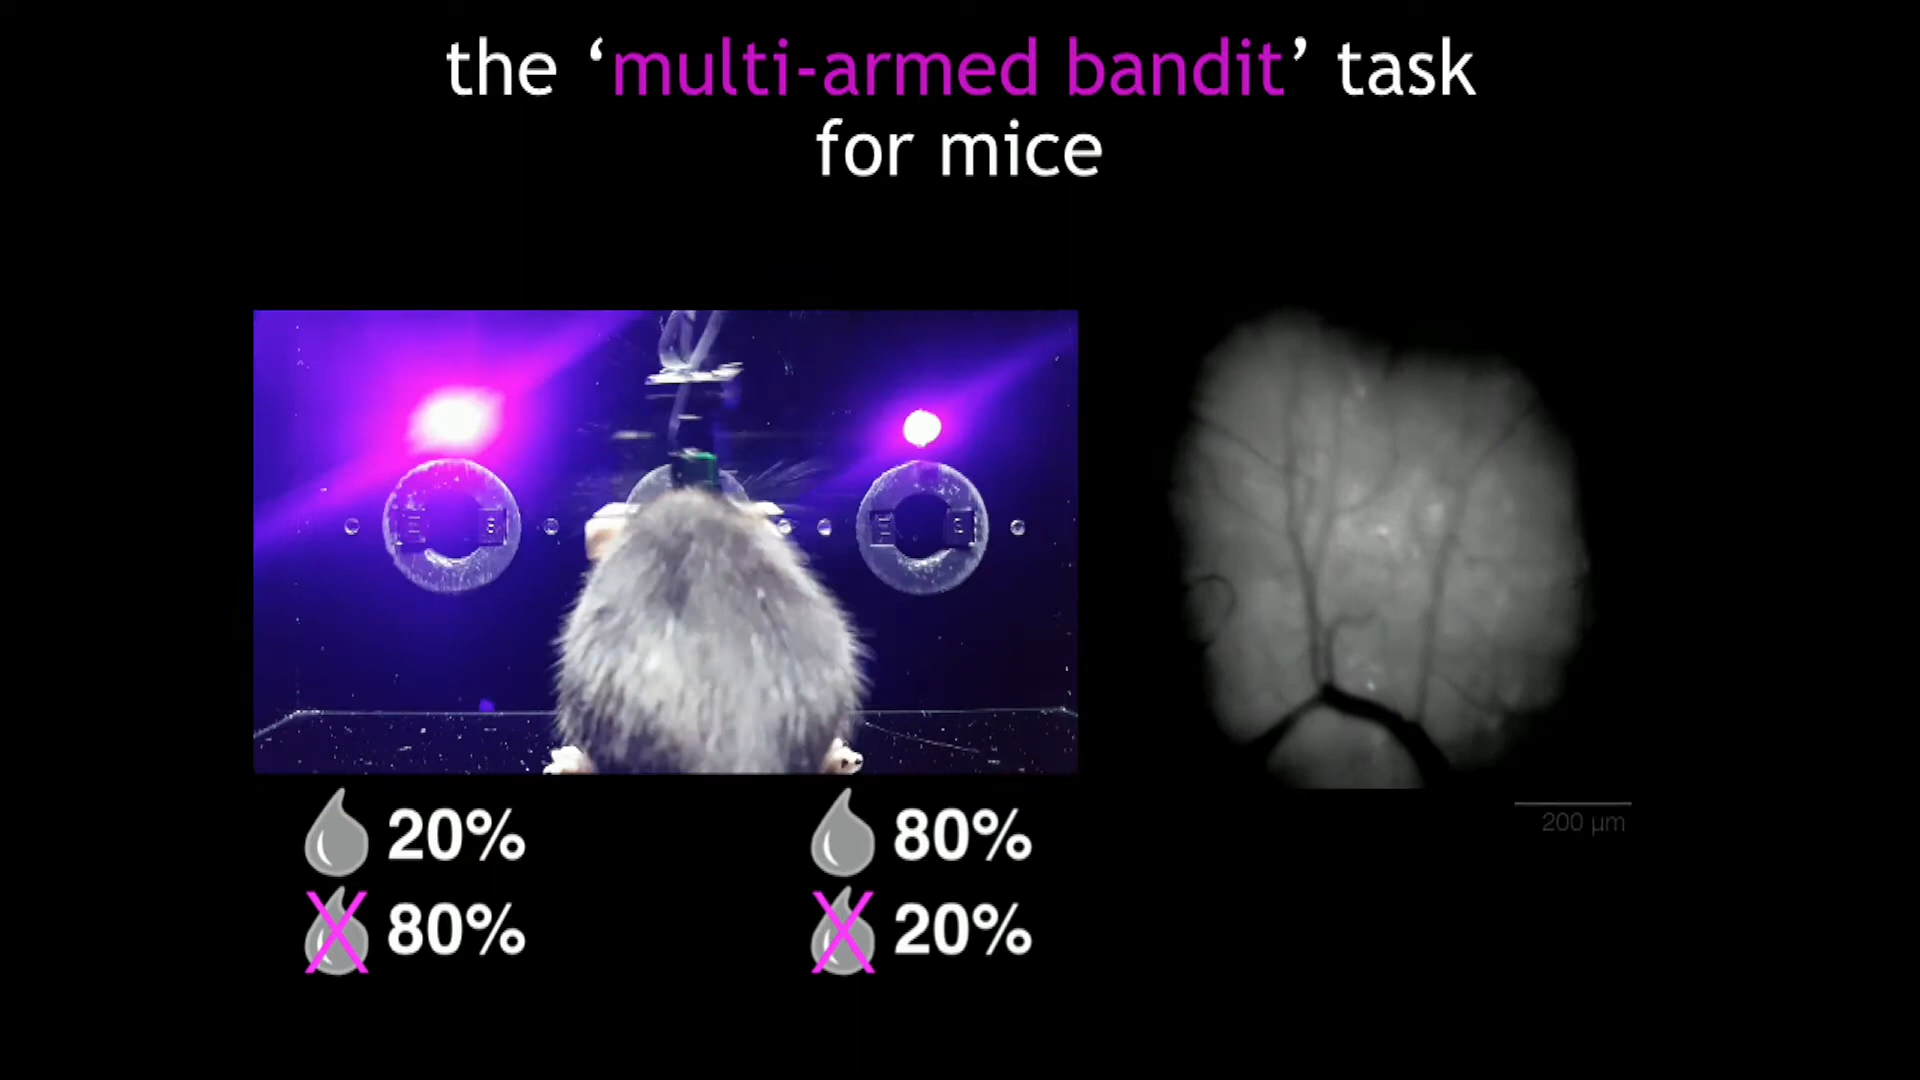 the ‘multi-armed bandit’ task
for mice
20%
80%
80%
20%
200 µm